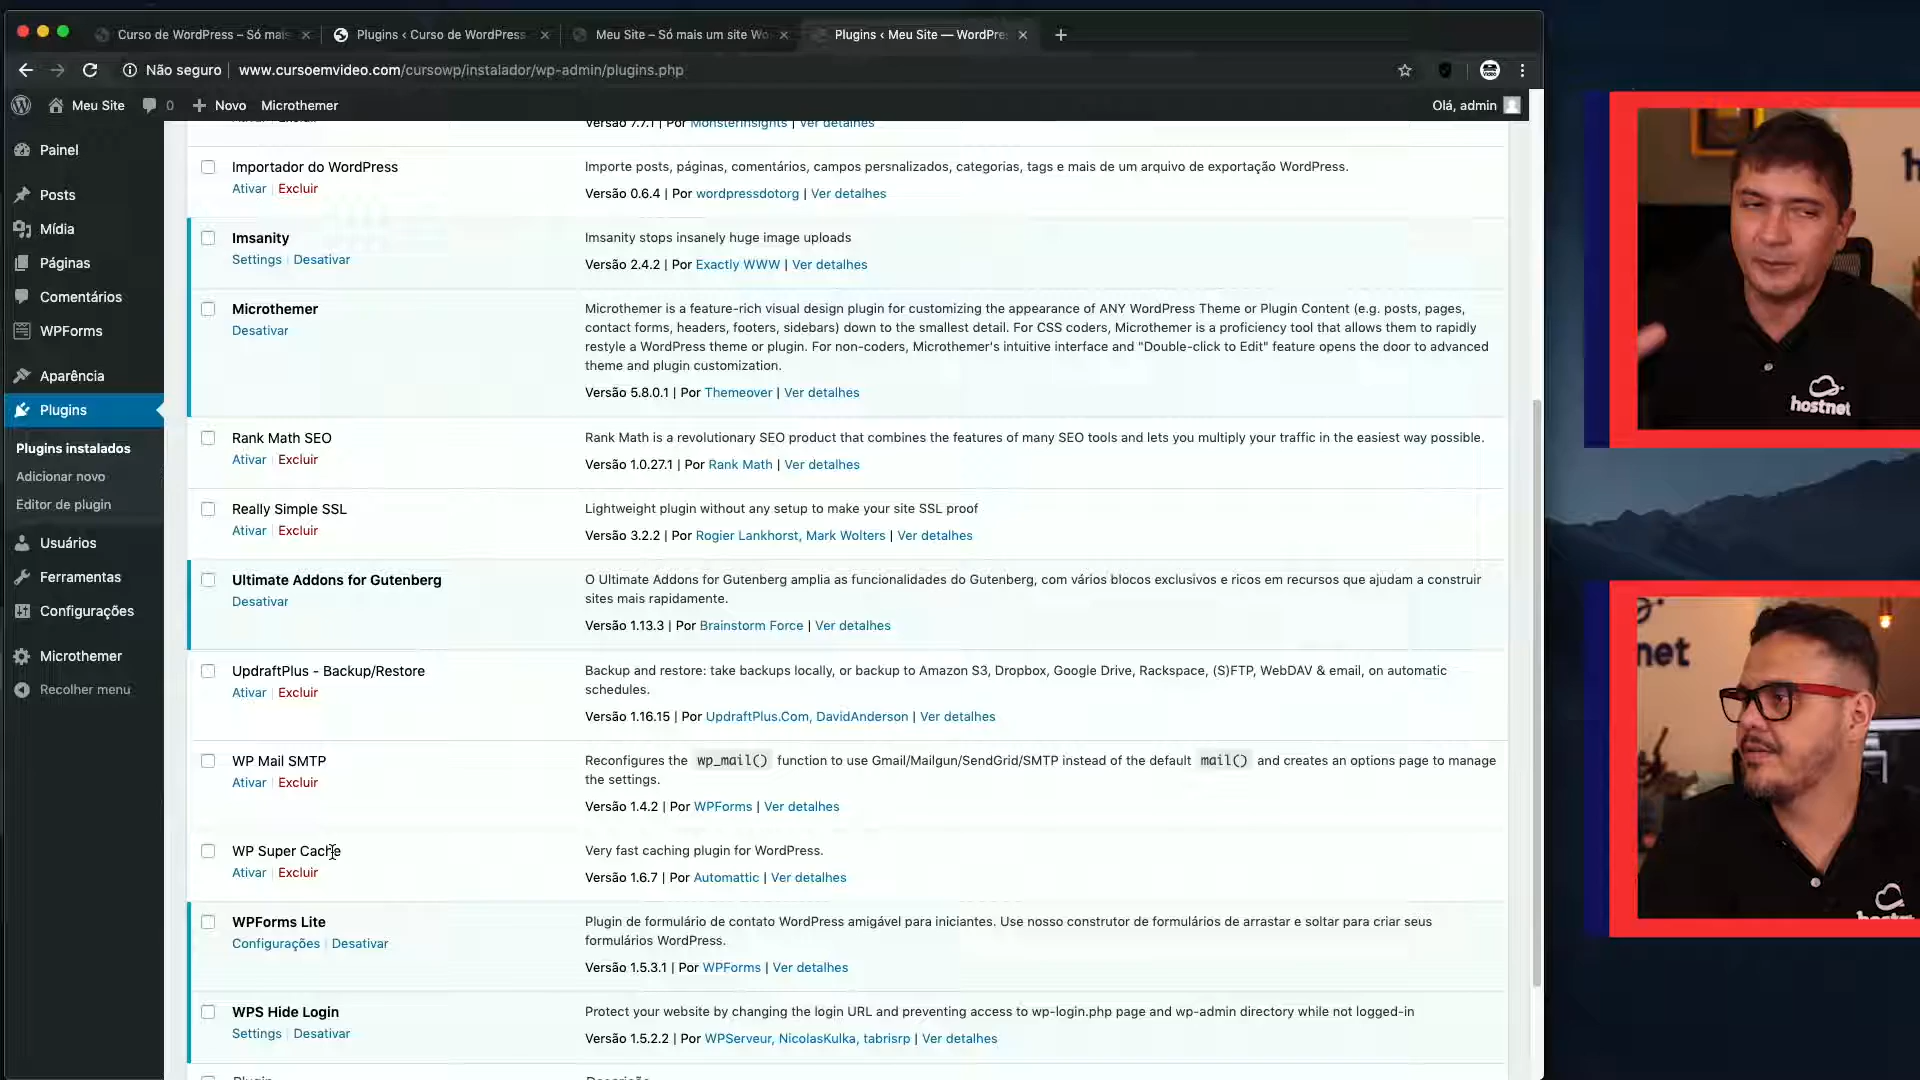 Curso de WordPress – Só mais
Plugins ‹ Curso de WordPress
Meu Site – Só mais um site Wo
Plugins ‹ Meu Site — WordPre
Não seguro
www.cursoemvideo.com/cursowp/instalador/wp-admin/plugins.php
Meu Site
0
Novo
Microthemer
Olá, admin
Painel
Posts
Mídia
Páginas
Comentários
WPForms
Aparência
Plugins
Plugins instalados
Adicionar novo
Editor de plugin
Usuários
Ferramentas
Configurações
Microthemer
Recolher menu
Ativar | Excluir
Versão 7.7.1 | Por MonsterInsights | Ver detalhes
Importador do WordPress
Ativar | Excluir
Importe posts, páginas, comentários, campos persnalizados, categorias, tags e mais de um arquivo de exportação WordPress.
Versão 0.6.4 | Por wordpressdotorg | Ver detalhes
Imsanity
Settings | Desativar
Imsanity stops insanely huge image uploads
Versão 2.4.2 | Por Exactly WWW | Ver detalhes
Microthemer
Desativar
Microthemer is a feature-rich visual design plugin for customizing the appearance of ANY WordPress Theme or Plugin Content (e.g. posts, pages,
contact forms, headers, footers, sidebars) down to the smallest detail. For CSS coders, Microthemer is a proficiency tool that allows them to rapidly
restyle a WordPress theme or plugin. For non-coders, Microthemer's intuitive interface and "Double-click to Edit" feature opens the door to advanced
theme and plugin customization.
Versão 5.8.0.1 | Por Themeover | Ver detalhes
Rank Math SEO
Ativar | Excluir
Rank Math is a revolutionary SEO product that combines the features of many SEO tools and lets you multiply your traffic in the easiest way possible.
Versão 1.0.27.1 | Por Rank Math | Ver detalhes
Really Simple SSL
Ativar | Excluir
Lightweight plugin without any setup to make your site SSL proof
Versão 3.2.2 | Por Rogier Lankhorst, Mark Wolters | Ver detalhes
Ultimate Addons for Gutenberg
Desativar
O Ultimate Addons for Gutenberg amplia as funcionalidades do Gutenberg, com vários blocos exclusivos e ricos em recursos que ajudam a construir
sites mais rapidamente.
Versão 1.13.3 | Por Brainstorm Force | Ver detalhes
UpdraftPlus - Backup/Restore
Ativar | Excluir
Backup and restore: take backups locally, or backup to Amazon S3, Dropbox, Google Drive, Rackspace, (S)FTP, WebDAV & email, on automatic
schedules.
Versão 1.16.15 | Por UpdraftPlus.Com, DavidAnderson | Ver detalhes
WP Mail SMTP
Ativar | Excluir
Reconfigures the wp_mail() function to use Gmail/Mailgun/SendGrid/SMTP instead of the default mail() and creates an options page to manage
the settings.
Versão 1.4.2 | Por WPForms | Ver detalhes
WP Super Cache
Ativar | Excluir
Very fast caching plugin for WordPress.
Versão 1.6.7 | Por Automattic | Ver detalhes
WPForms Lite
Configurações | Desativar
Plugin de formulário de contato WordPress amigável para iniciantes. Use nosso construtor de formulários de arrastar e soltar para criar seus
formulários WordPress.
Versão 1.5.3.1 | Por WPForms | Ver detalhes
WPS Hide Login
Settings | Desativar
Protect your website by changing the login URL and preventing access to wp-login.php page and wp-admin directory while not logged-in
Versão 1.5.2.2 | Por WPServeur, NicolasKulka, tabrisrp | Ver detalhes
Plugin
Descrição
hostnet
net